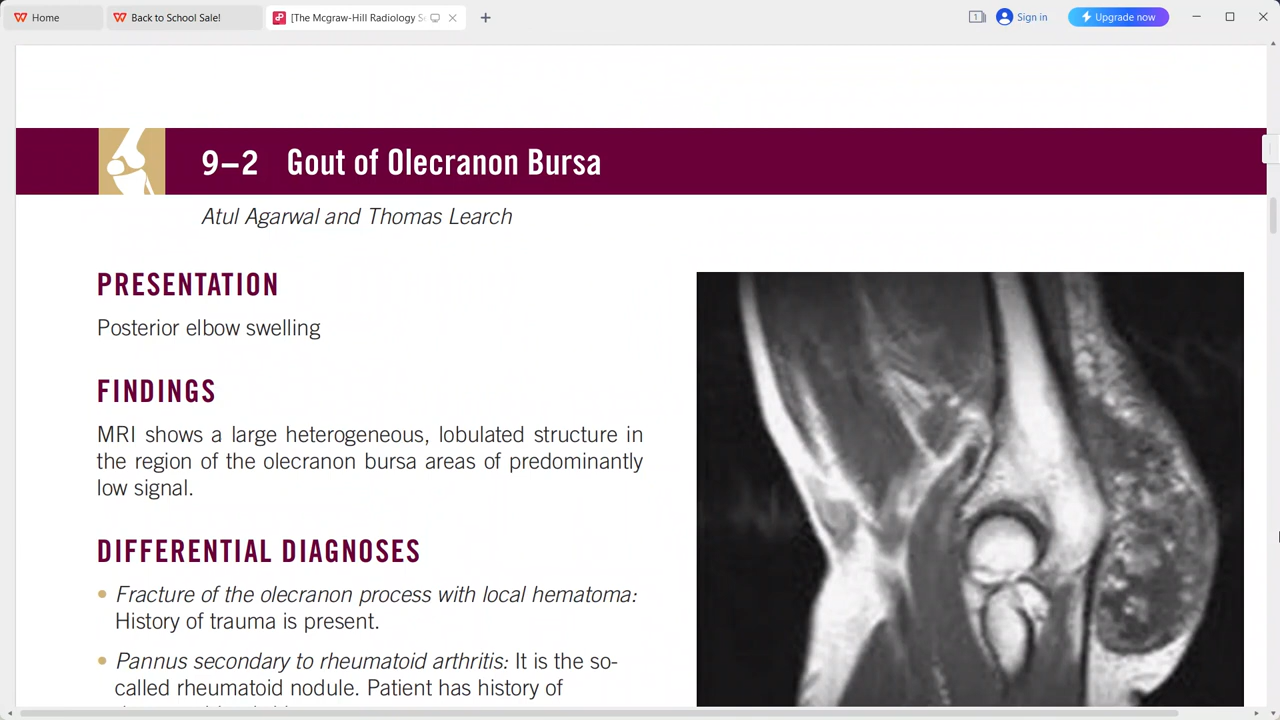 Home
Back to School Sale!
[The Mcgraw-Hill Radiology S
1
Sign in
Upgrade now
9–2 Gout of Olecranon Bursa
Atul Agarwal and Thomas Learch
PRESENTATION
Posterior elbow swelling
FINDINGS
MRI shows a large heterogeneous, lobulated structure in
the region of the olecranon bursa areas of predominantly
low signal.
DIFFERENTIAL DIAGNOSES
• Fracture of the olecranon process with local hematoma:
History of trauma is present.
• Pannus secondary to rheumatoid arthritis: It is the so-
called rheumatoid nodule. Patient has history of